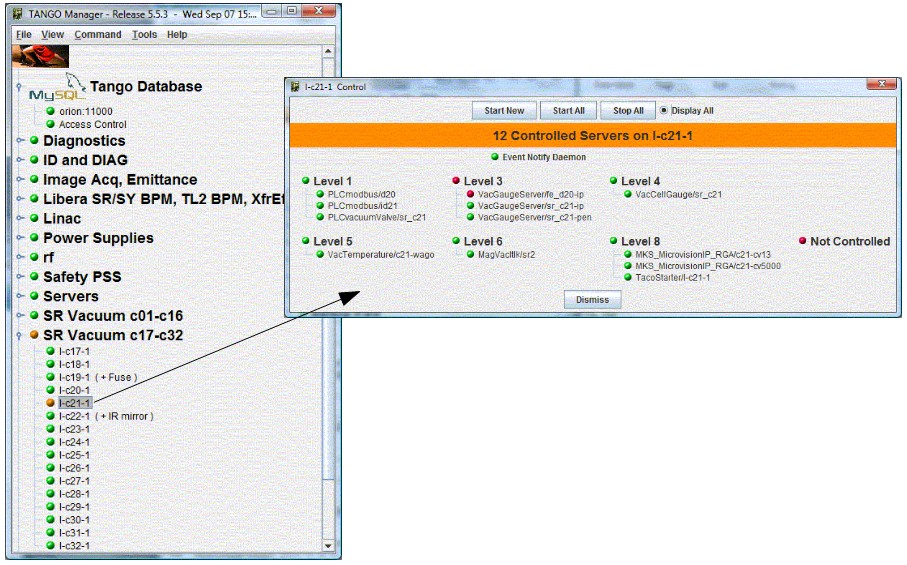 TANGO Manager - Release 5.5.3 - Wed Sep 07 15:...
File View Command Tools Help
MySQL
Tango Database
orion:11000
Access Control
Diagnostics
ID and DIAG
Image Acq, Emittance
Libera SR/SY BPM, TL2 BPM, XfrEf
Linac
Power Supplies
rf
Safety PSS
Servers
SR Vacuum c01-c16
SR Vacuum c17-c32
l-c17-1
l-c18-1
l-c19-1 ( + Fuse )
l-c20-1
l-c21-1
l-c22-1 ( + IR mirror )
l-c23-1
l-c24-1
l-c25-1
l-c26-1
l-c27-1
l-c28-1
l-c29-1
l-c30-1
l-c31-1
l-c32-1
l-c21-1 Control
Start New Start All Stop All Display All
12 Controlled Servers on l-c21-1
Event Notify Daemon
Level 1
PLCmodbus/d20
PLCmodbus/id21
PLCvacuumValve/sr_c21
Level 3
VacGaugeServer/fe_d20-ip
VacGaugeServer/sr_c21-ip
VacGaugeServer/sr_c21-pen
Level 4
VacCellGauge/sr_c21
Level 5
VacTemperature/c21-wago
Level 6
MagVacItlk/sr2
Level 8
MKS_MicrovisionIP_RGA/c21-cv13
MKS_MicrovisionIP_RGA/c21-cv5000
TacoStarter/l-c21-1
Not Controlled
Dismiss